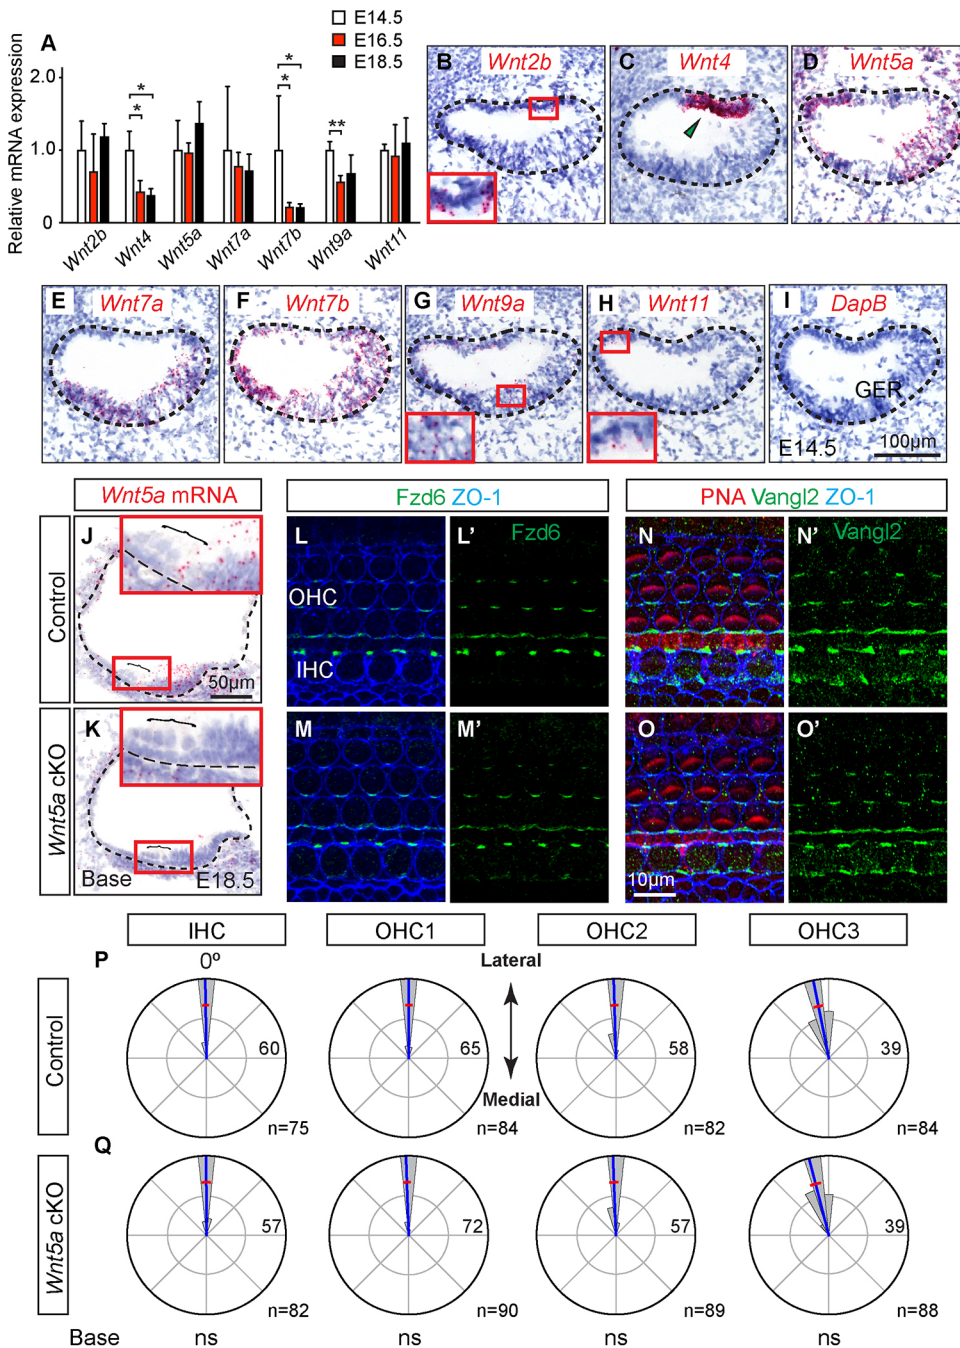 A
E14.5
E16.5
E18.5
Relative mRNA expression
2.0
1.0
0
*
*
*
*
**
Wnt2b
Wnt4
Wnt5a
Wnt7a
Wnt7b
Wnt9a
Wnt11
B Wnt2b
C Wnt4
D Wnt5a
E Wnt7a
F Wnt7b
G Wnt9a
H Wnt11
I DapB
GER
E14.5
100µm
Wnt5a mRNA
Fzd6 ZO-1
PNA Vangl2 ZO-1
Control
J
50µm
L
OHC
IHC
L' Fzd6
N
N' Vangl2
Wnt5a cKO
K
Base
E18.5
M
M'
O
10µm
O'
IHC
OHC1
OHC2
OHC3
P
0º
Lateral
Medial
Control
60
65
58
39
n=75
n=84
n=82
n=84
Q
Wnt5a cKO
57
72
57
39
n=82
n=90
n=89
n=88
Base
ns
ns
ns
ns